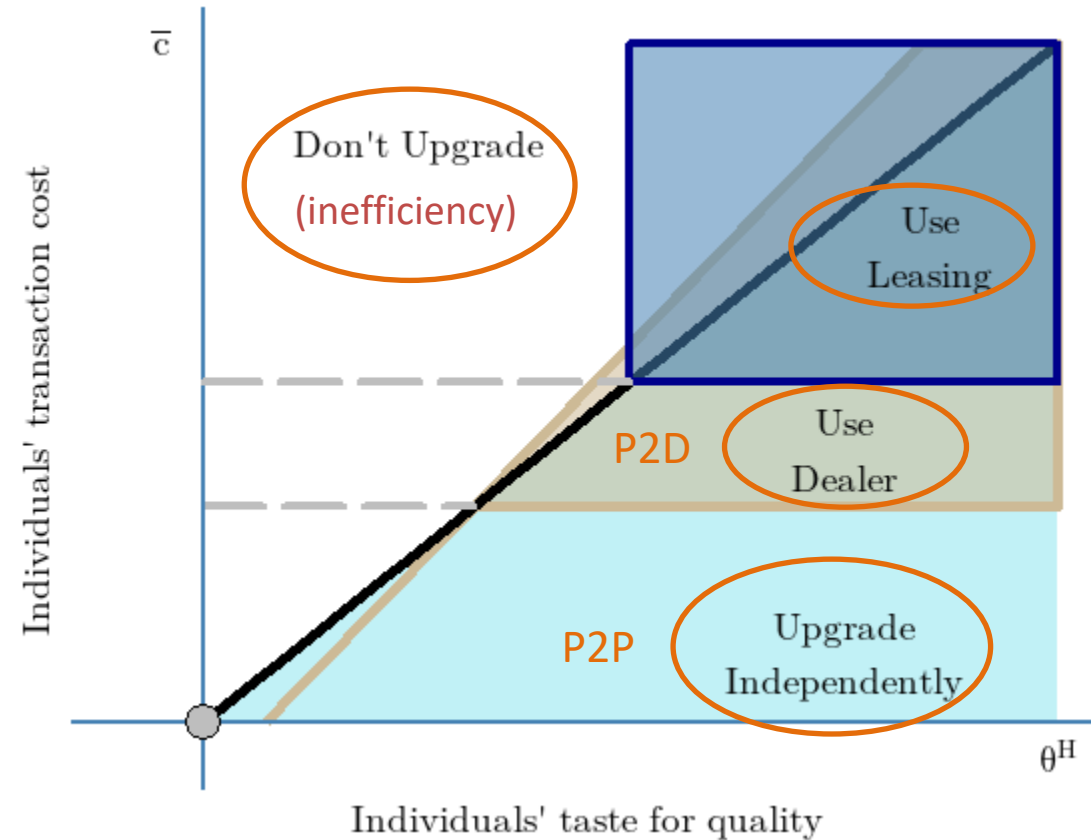 c̅
Don't Upgrade
(inefficiency)
Use
Leasing
Use
P2D
Dealer
Upgrade
P2P
Independently
θᴴ
Individuals' transaction cost
Individuals' taste for quality